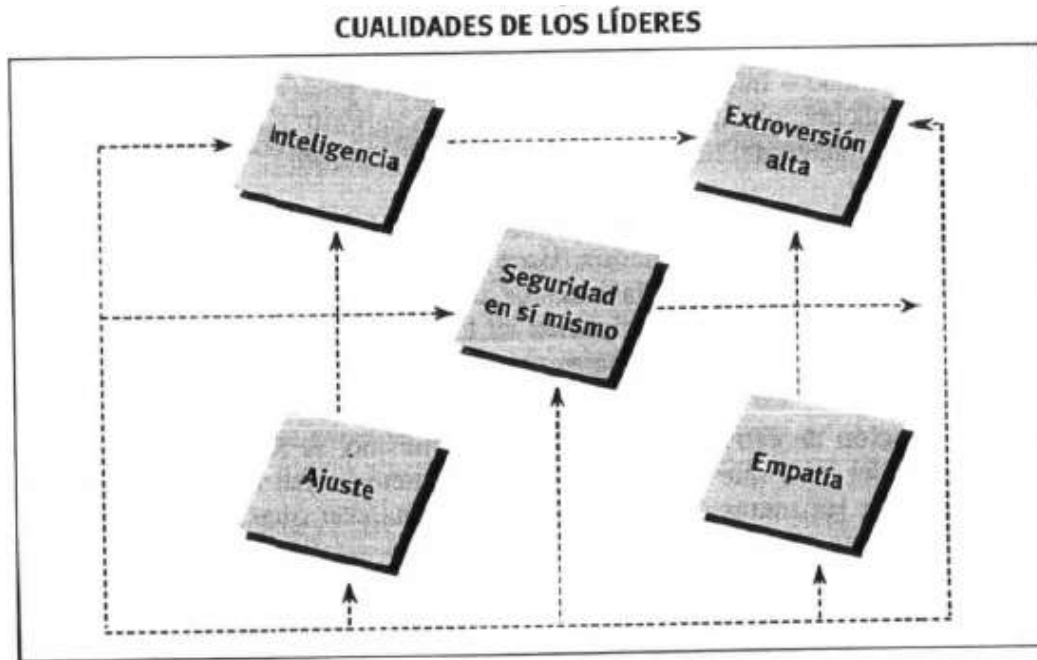 CUALIDADES DE LOS LÍDERES
Inteligencia
Extroversión
alta
Seguridad
en sí mismo
Ajuste
Empatía